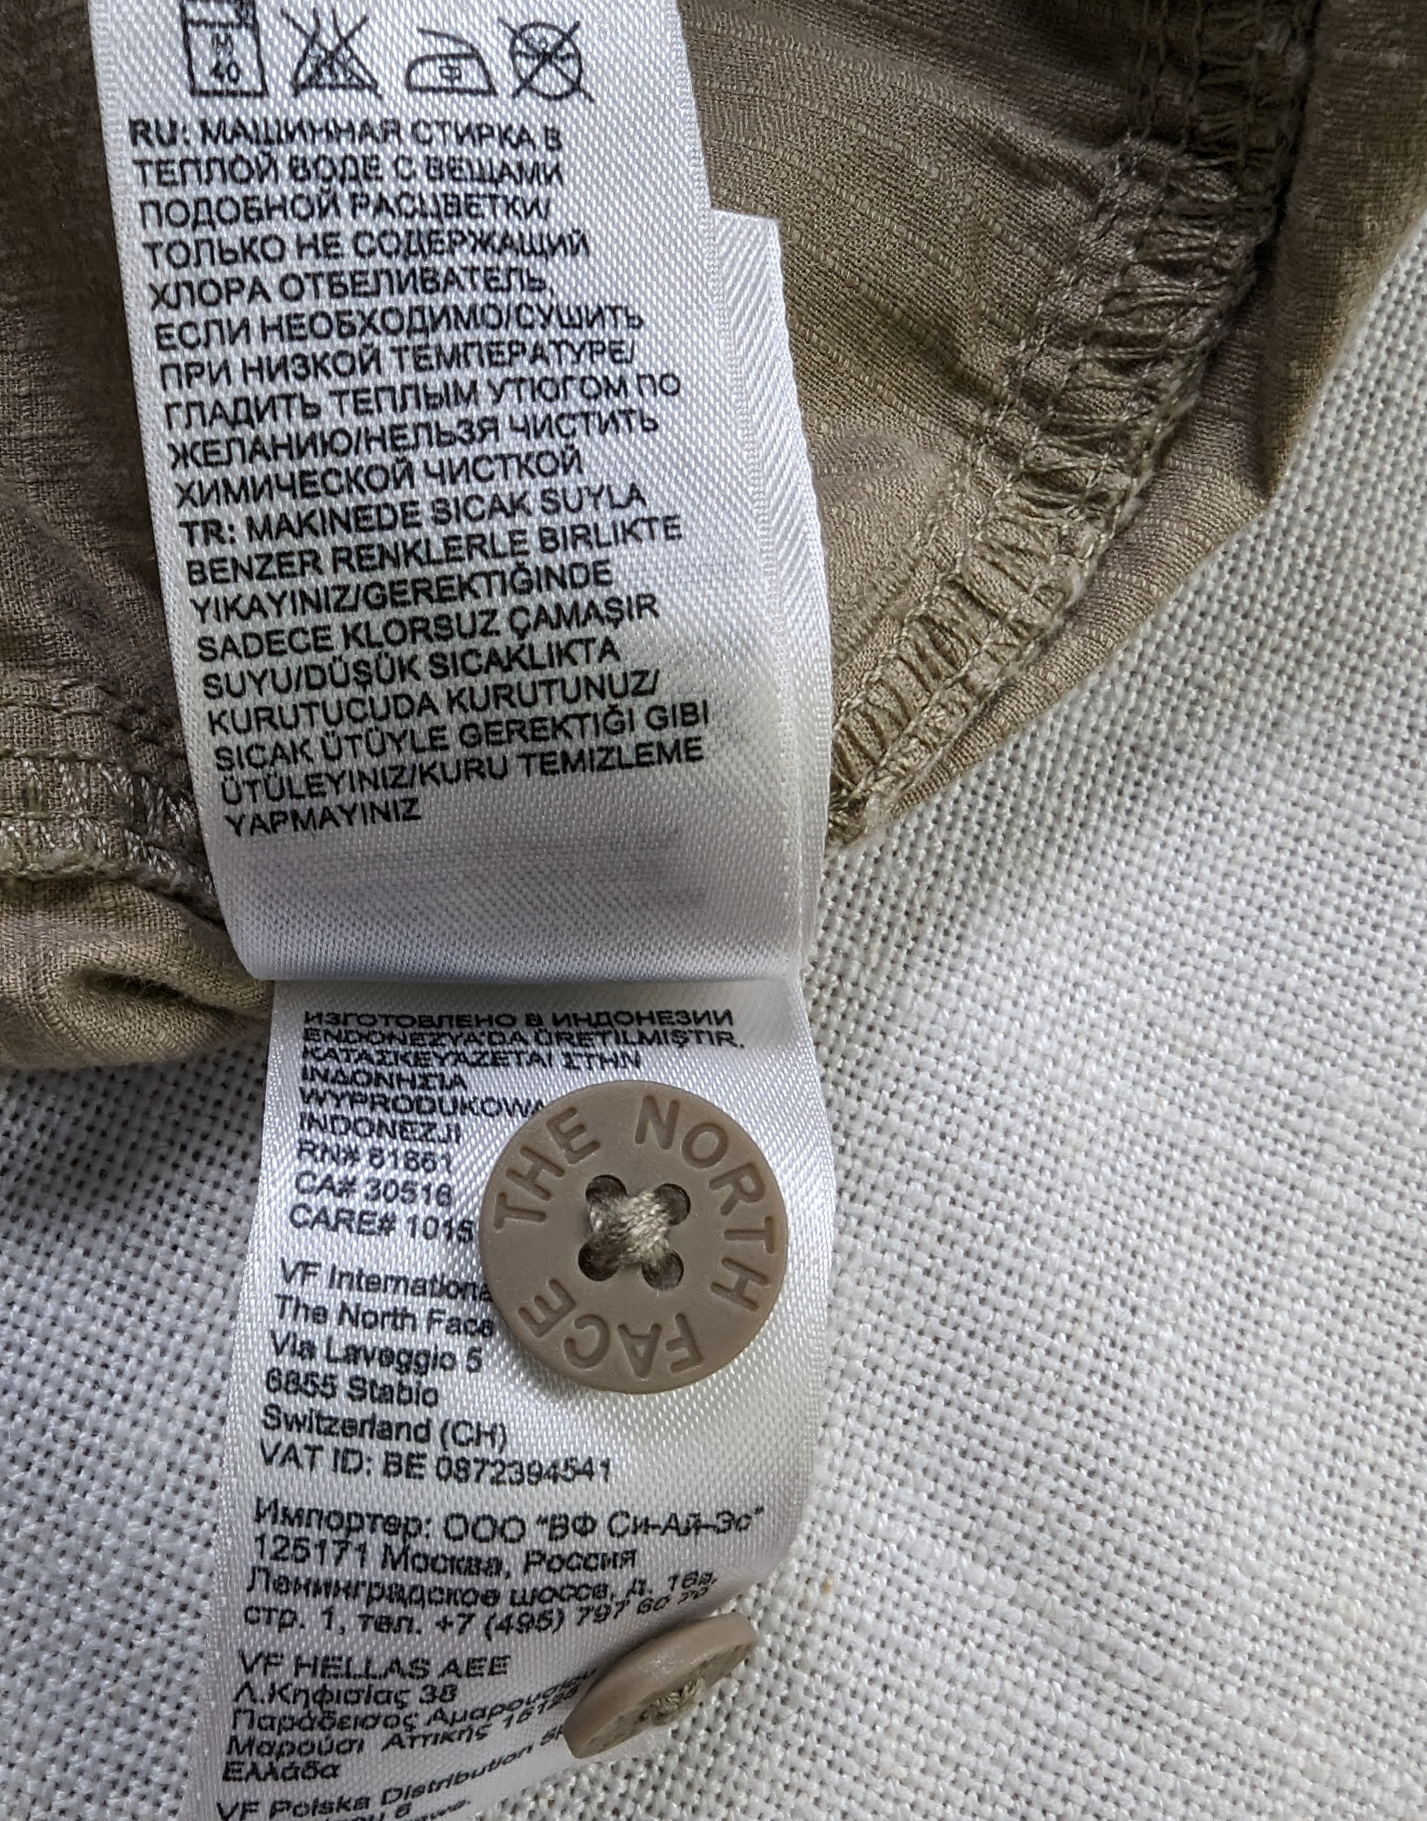 M
40
Ф
RU: МАШИННАЯ СТИРКА В
ТЕПЛОЙ ВОДЕ С ВЕЩАМИ
ПОДОБНОЙ РАСЦВЕТКИ/
ТОЛЬКО НЕ СОДЕРЖАЩИЙ
ХЛОРА ОТБЕЛИВАТЕЛЬ,
ЕСЛИ НЕОБХОДИМО/СУШИТЬ
ПРИ НИЗКОЙ ТЕМПЕРАТУРЕ/
ГЛАДИТЬ ТЕПЛЫМ УТЮГОМ ПО
ЖЕЛАНИЮ/НЕЛЬЗЯ ЧИСТИТЬ
ХИМИЧЕСКОЙ ЧИСТКОЙ
TR: MAKINEDE SICAK SUYLA
BENZER RENKLERLE BIRLIKTE
YIKAYINIZ/GEREKTIĞINDE
SADECE KLORSUZ ÇAMAŞIR
SUYU/DÜŞÜK SICAKLIKTA
KURUTUCUDA KURUTUNUZ/
SICAK ÜTÜYLE GEREKTIĞI GIBI
ÜTÜLEYINIZ/KURU TEMIZLEME
YAPMAYINIZ
ИЗГОТОВЛЕНО В ИНДОНЕЗИИ
ENDONEZYA'DA ÜRETILMIŞTIR.
ΚΑΤΑΣΚΕΥΑΖΕΤΑΙ ΣΤΗΝ
ΙΝΔΟΝΗΣΙΑ
WYPRODUKOWA
INDONEZJI
RN# 61661
CA# 30516
CARE# 1015
THE NORTH FACE
VF Internationa
The North Face
Via Laveggio 5
6855 Stabio
Switzerland (CH)
VAT ID: BE 0872394541
Импортер: ООО "ВФ Си-Ай-Эс"
125171 Москва, Россия
Ленинградское шоссе, д. 16а,
стр. 1, тел. +7 (495) 797 60
VF HELLAS AEE
Λ.Κηφισίας 38
Παράδεισος Αμαρουσίου
Μαρούσι Αττικής 15125
Ελλάδα
VF Polska Distribution